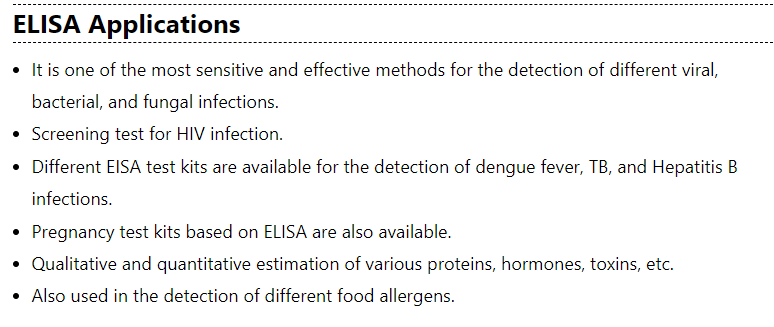 ELISA Applications
• It is one of the most sensitive and effective methods for the detection of different viral,
bacterial, and fungal infections.
• Screening test for HIV infection.
• Different EISA test kits are available for the detection of dengue fever, TB, and Hepatitis B
infections.
• Pregnancy test kits based on ELISA are also available.
• Qualitative and quantitative estimation of various proteins, hormones, toxins, etc.
• Also used in the detection of different food allergens.